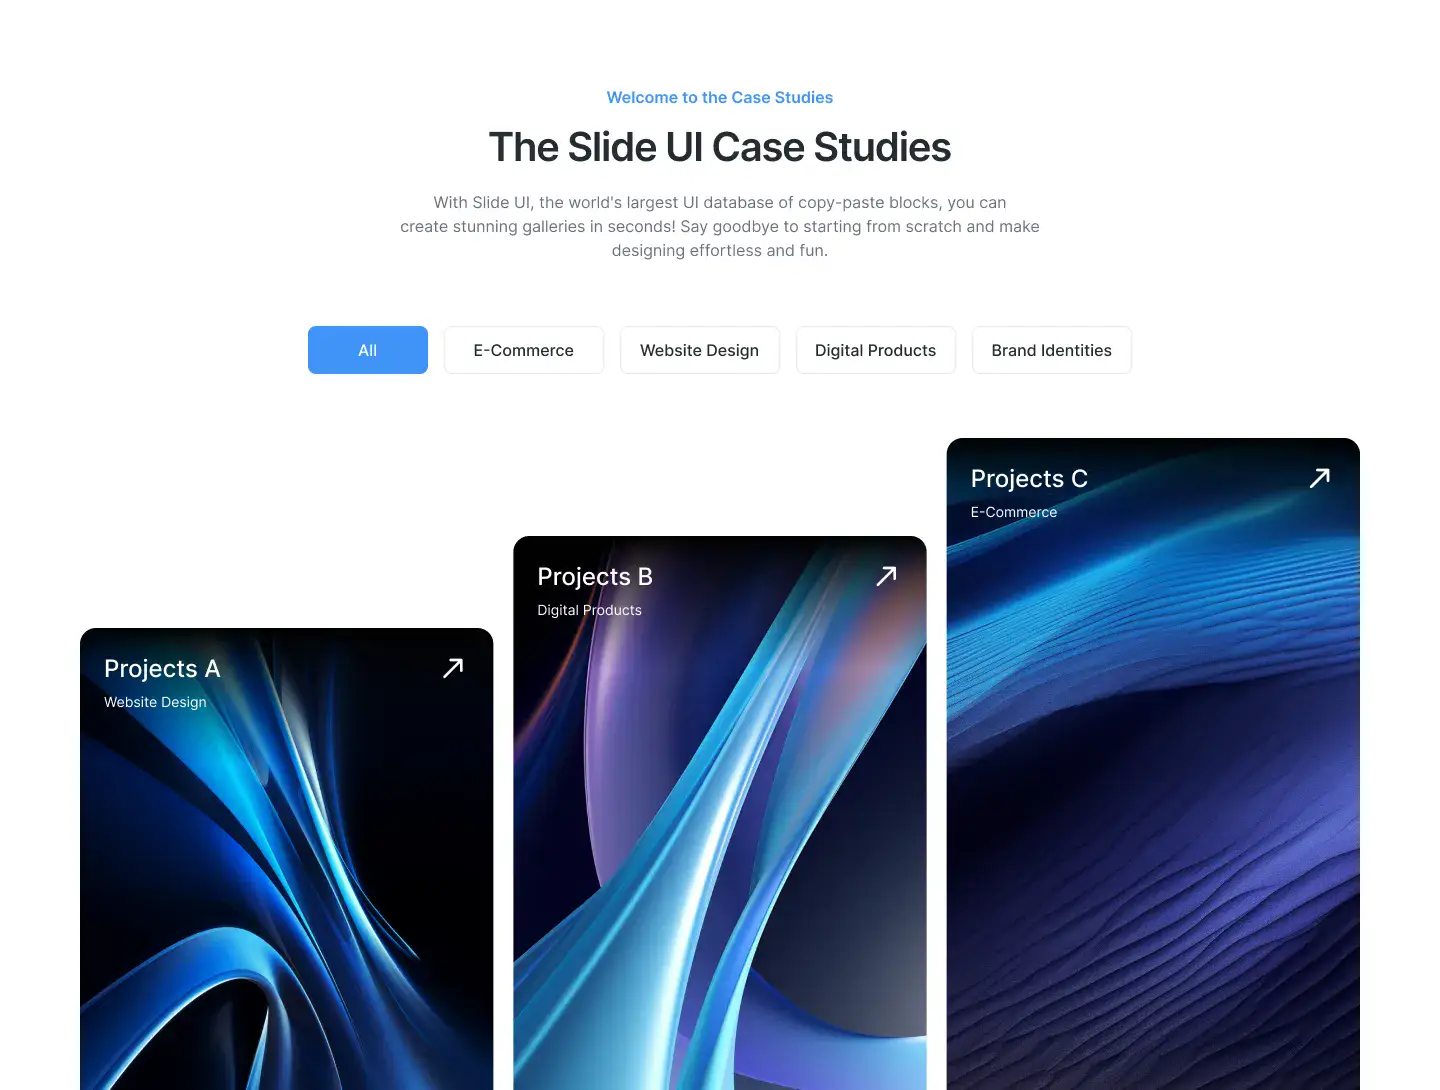 Welcome to the Case Studies
The Slide UI Case Studies
With Slide UI, the world's largest UI database of copy-paste blocks, you can
create stunning galleries in seconds! Say goodbye to starting from scratch and make
designing effortless and fun.
All
E-Commerce
Website Design
Digital Products
Brand Identities
Projects A
Website Design
Projects B
Digital Products
Projects C
E-Commerce